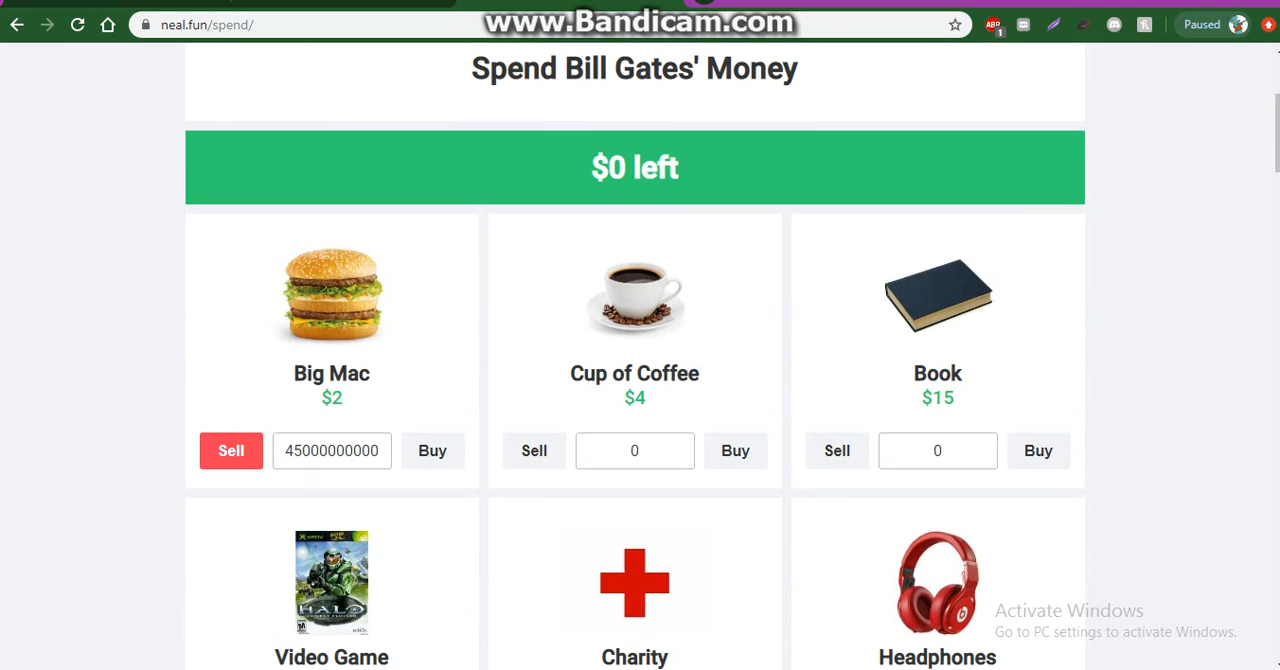 neal.fun/spend/
www.Bandicam.com
ABP
1
Paused
Spend Bill Gates' Money
$0 left
Big Mac
$2
Sell 45000000000 Buy
Cup of Coffee
$4
Sell 0 Buy
Book
$15
Sell 0 Buy
HALO
Video Game
Charity
Headphones
Activate Windows
Go to PC settings to activate Windows.